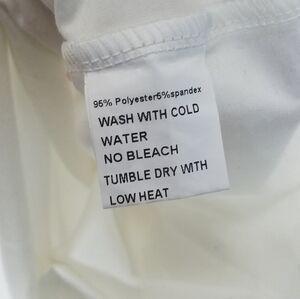 95% Polyester5%spandex
WASH WITH COLD
WATER
NO BLEACH
TUMBLE DRY WITH
LOW HEAT